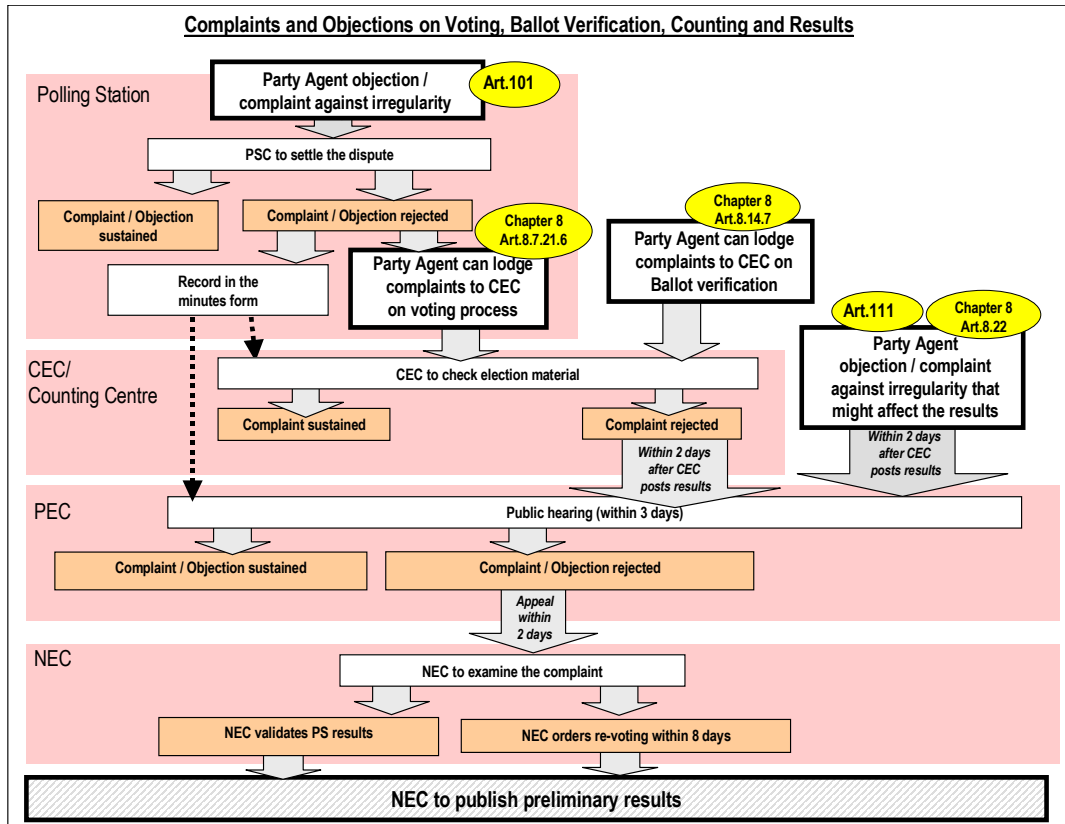 Complaints and Objections on Voting, Ballot Verification, Counting and Results
Polling Station
Party Agent objection /
complaint against irregularity
Art.101
PSC to settle the dispute
Complaint / Objection
sustained
Complaint / Objection rejected
Chapter 8
Art.8.7.21.6
Chapter 8
Art.8.14.7
Record in the
minutes form
Party Agent can lodge
complaints to CEC
on voting process
Party Agent can lodge
complaints to CEC on
Ballot verification
Art.111
Chapter 8
Art.8.22
Party Agent
objection / complaint
against irregularity that
might affect the results
CEC/
Counting Centre
CEC to check election material
Complaint sustained
Complaint rejected
Within 2 days
after CEC
posts results
Within 2 days
after CEC
posts results
PEC
Public hearing (within 3 days)
Complaint / Objection sustained
Complaint / Objection rejected
Appeal
within
2 days
NEC
NEC to examine the complaint
NEC validates PS results
NEC orders re-voting within 8 days
NEC to publish preliminary results